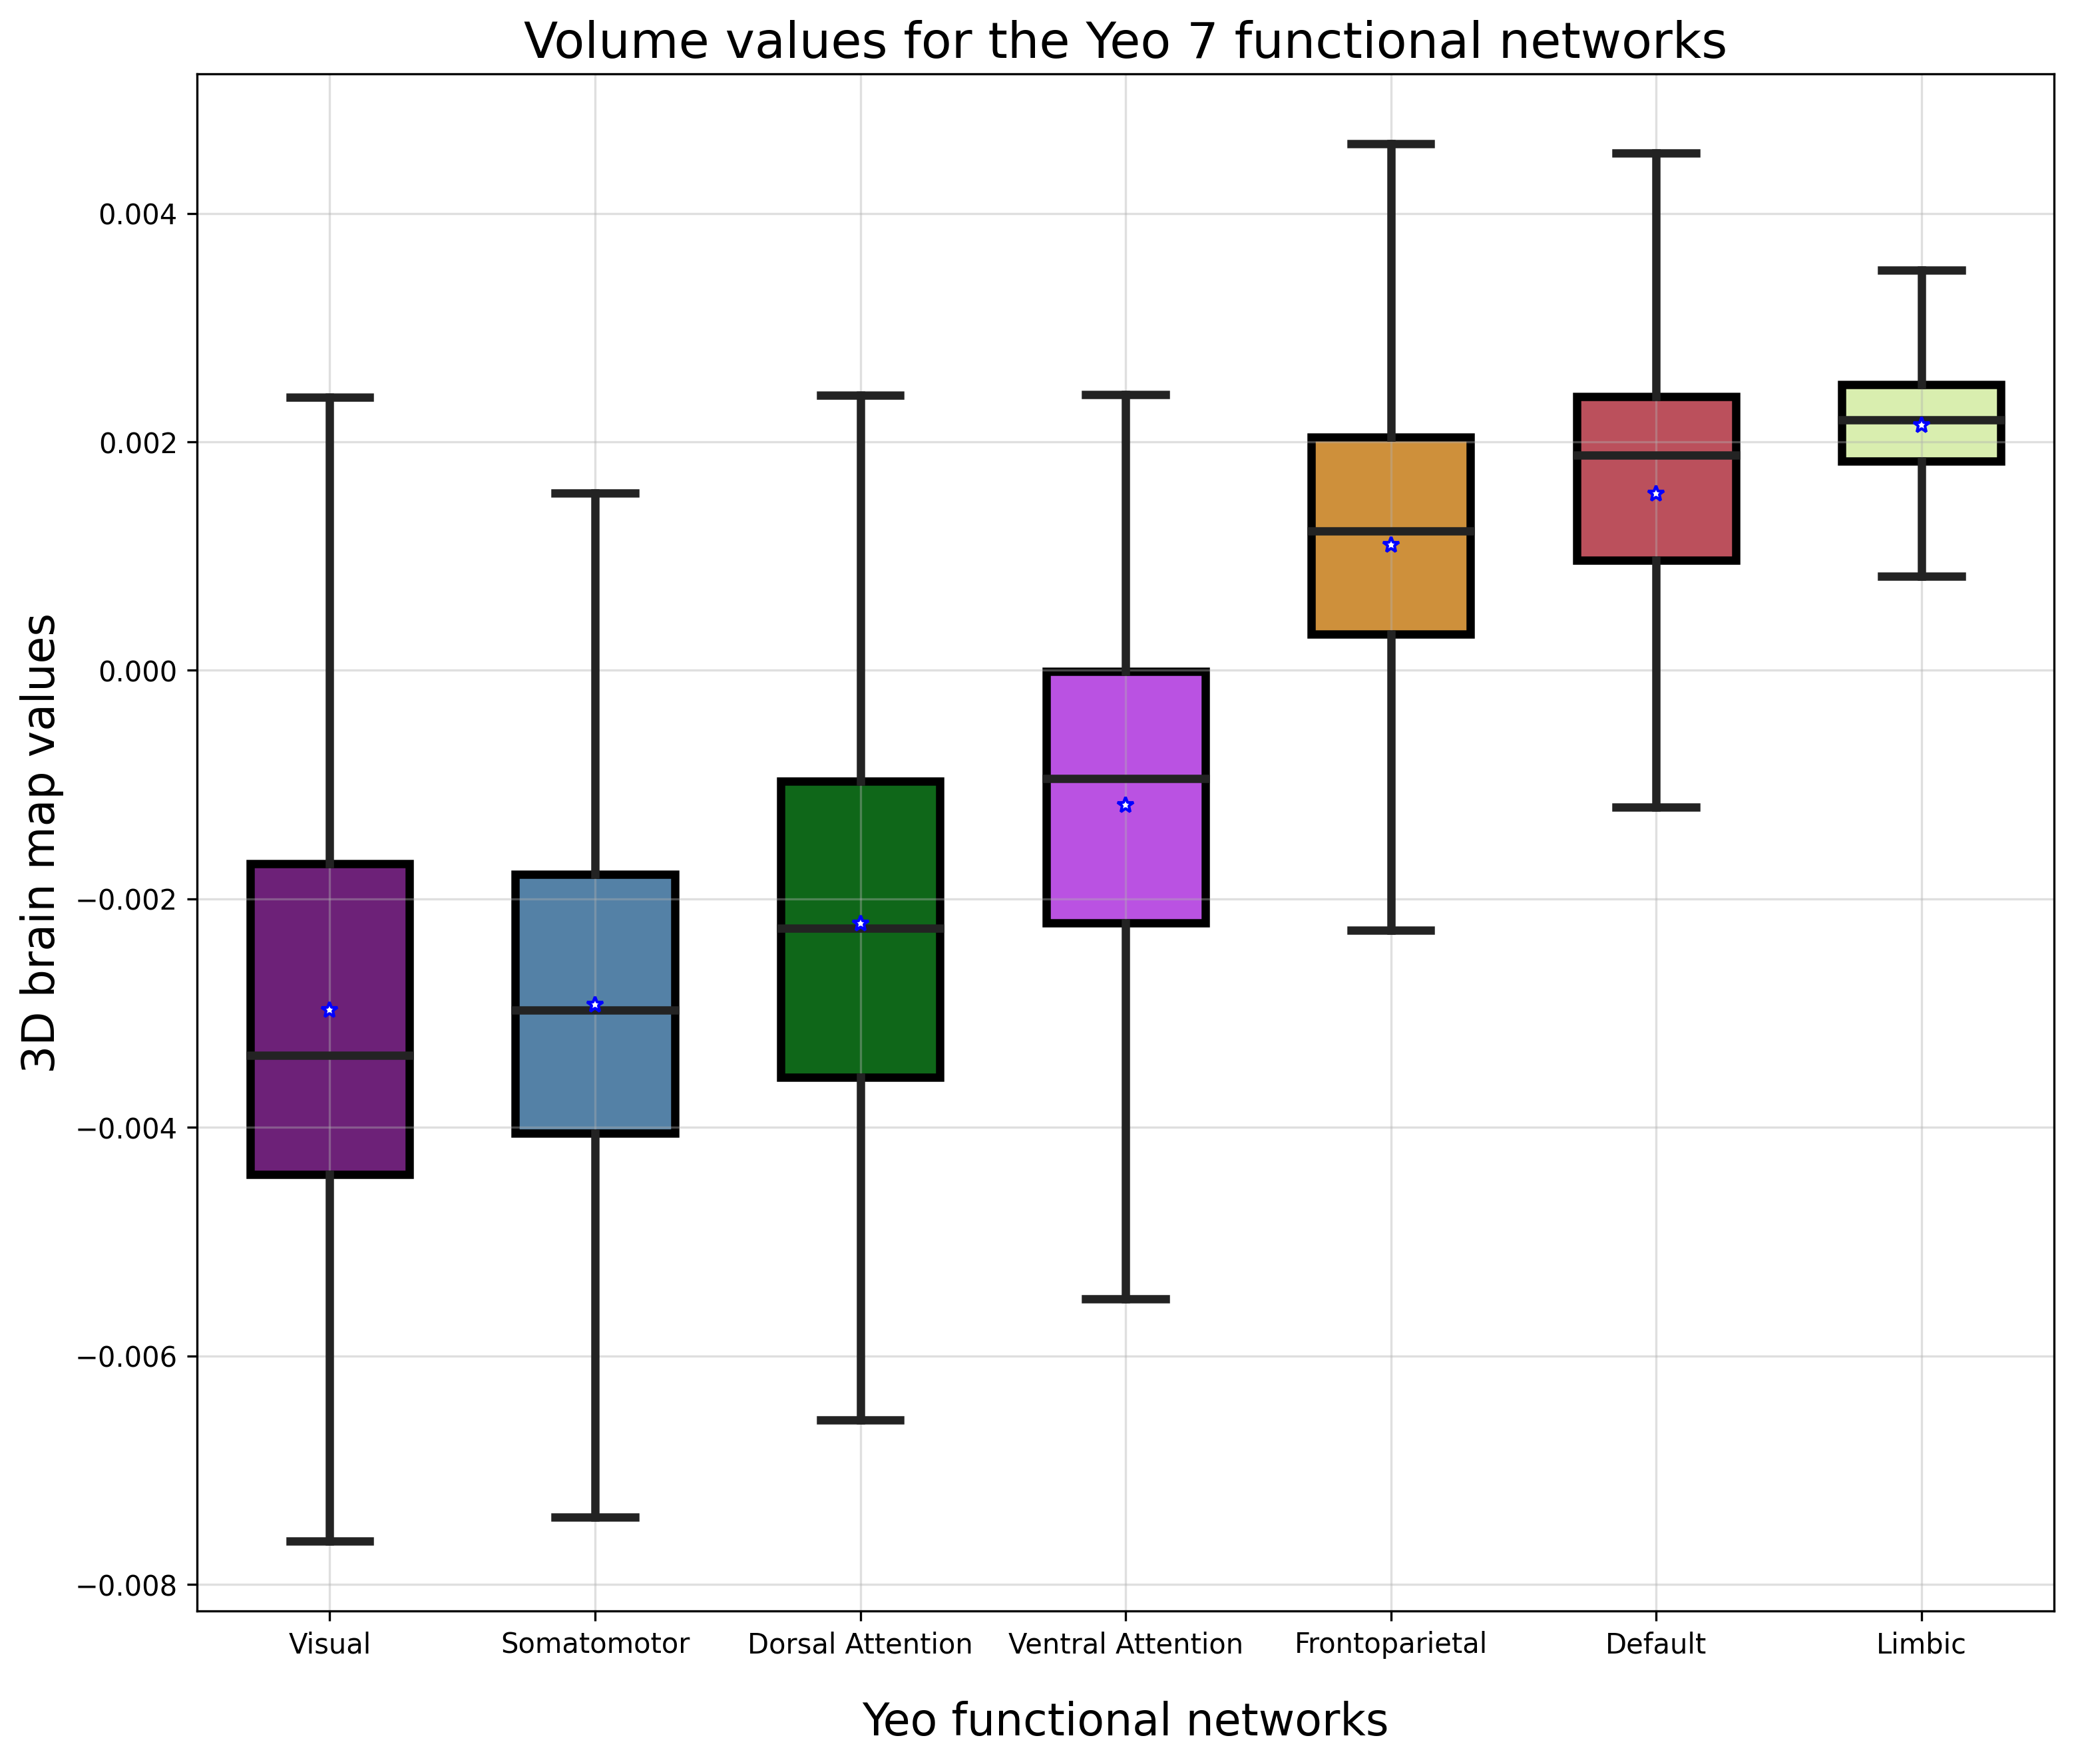 Volume values for the Yeo 7 functional networks
3D brain map values
0.004
0.002
0.000
−0.002
−0.004
−0.006
−0.008
Visual
Somatomotor
Dorsal Attention
Ventral Attention
Frontoparietal
Default
Limbic
Yeo functional networks